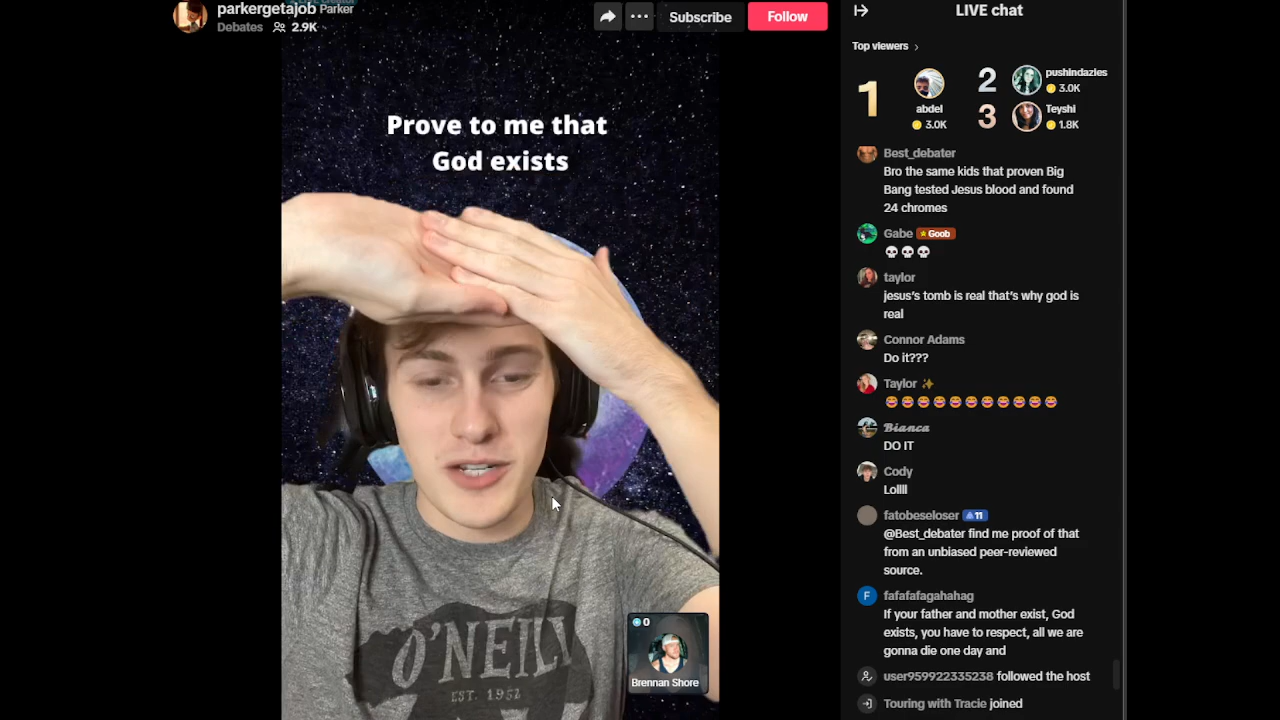 parkergetajob Parker
Debates 2.9K
Subscribe
Follow
Prove to me that
God exists
O'NEILL
EST. 1952
0
Brennan Shore
LIVE chat
Top viewers
1
abdel
3.0K
2
pushindazies
3.0K
3
Teyshi
1.8K
Best_debater
Bro the same kids that proven Big
Bang tested Jesus blood and found
24 chromes
Gabe Goob
💀💀💀
taylor
jesus's tomb is real that's why god is
real
Connor Adams
Do it???
Taylor ✨
😂😂😂😂😂😂😂😂😂😂😂
𝓑𝓲𝓪𝓷𝓬𝓪
DO IT
Cody
Lollll
fatobeseloser 11
@Best_debater find me proof of that
from an unbiased peer-reviewed
source.
F fafafafagahahag
If your father and mother exist, God
exists, you have to respect, all we are
gonna die one day and
user959922335238 followed the host
Touring with Tracie joined